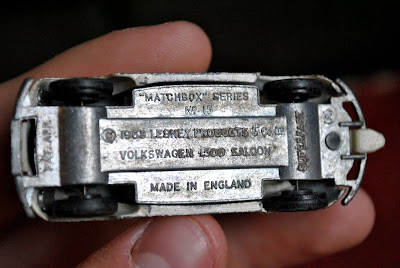 "MATCHBOX" SERIES
No. 15
© 1968 LESNEY PRODUCTS & CO. LTD
VOLKSWAGEN 1500 SALOON
MADE IN ENGLAND